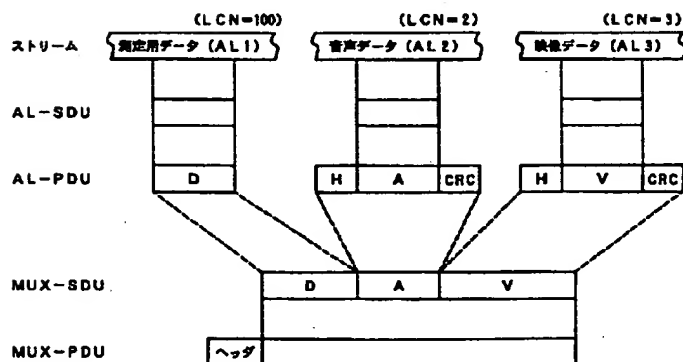 (LCN=100) (LCN=2) (LCN=3)
ストリーム 測定用データ (AL1) 音声データ (AL2) 映像データ (AL3)
AL-SDU
AL-PDU D H A CRC H V CRC
MUX-SDU D A V
MUX-PDU ヘッダ